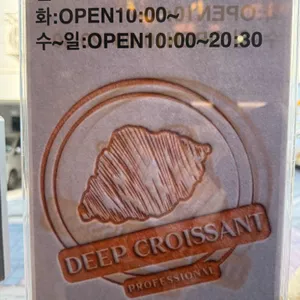 화:OPEN10:00~
수~일:OPEN10:00~20:30
DEEP CROISSANT
PROFESSIONAL